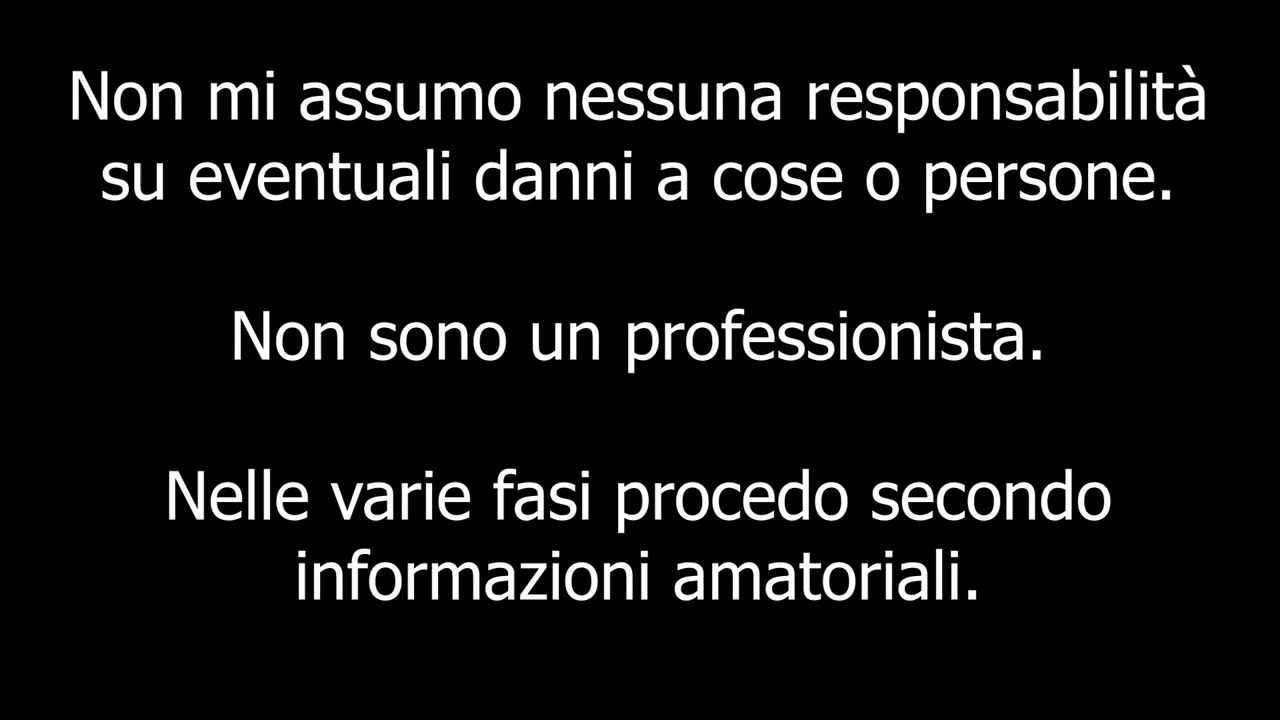 Non mi assumo nessuna responsabilità
su eventuali danni a cose o persone.
Non sono un professionista.
Nelle varie fasi procedo secondo
informazioni amatoriali.